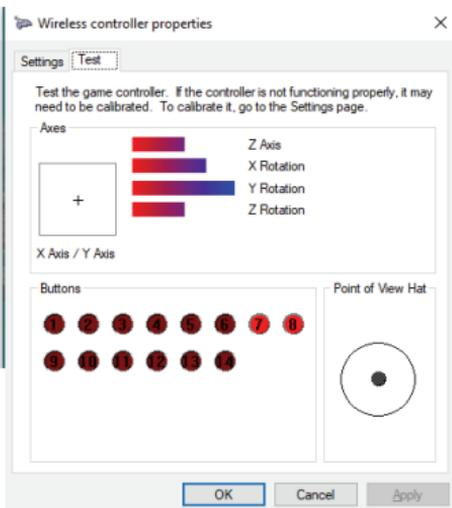 Wireless controller properties
Settings Test
Test the game controller. If the controller is not functioning properly, it may
need to be calibrated. To calibrate it, go to the Settings page.
Axes
Z Axis
X Rotation
Y Rotation
Z Rotation
X Axis / Y Axis
Buttons
1 2 3 4 5 6 7 8
9 10 11 12 13 14
Point of View Hat
OK Cancel Apply